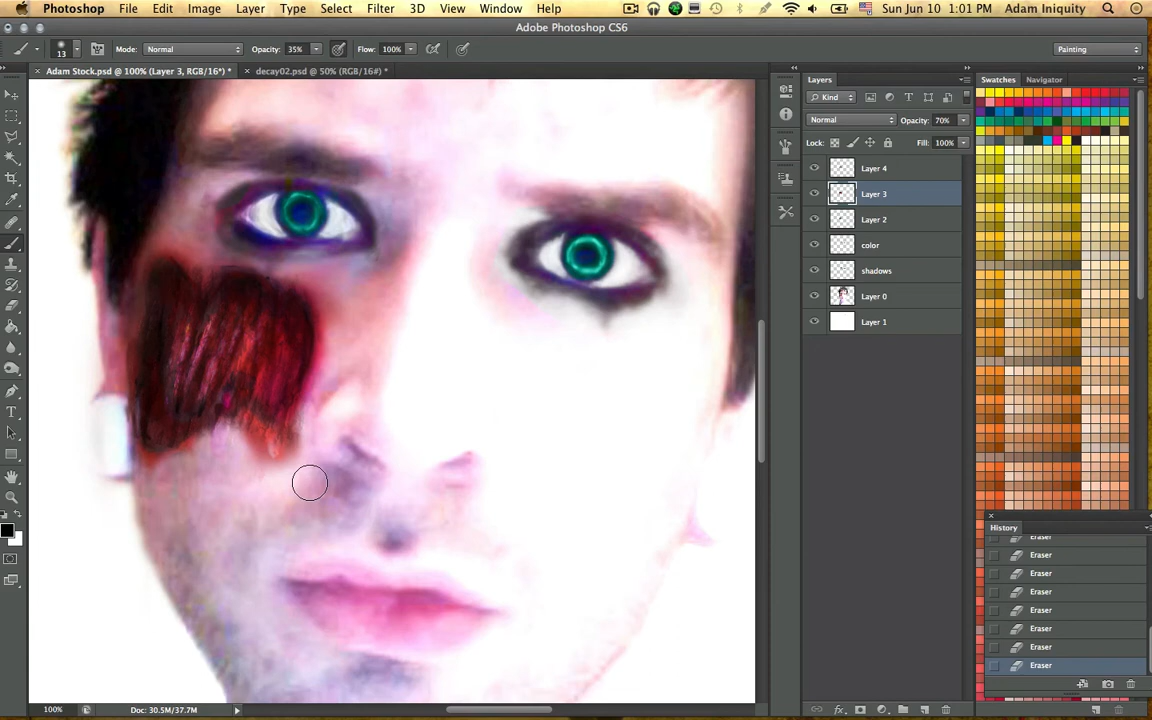 Photoshop File Edit Image Layer Type Select Filter 3D View Window Help Sun Jun 10 1:01 PM Adam Iniquity
Adobe Photoshop CS6
13 Mode: Normal Opacity: 35% Flow: 100% Painting
Adam Stock.psd @ 100% (Layer 3, RGB/16*) * decay02.psd @ 50% (RGB/16#) *
Layers Swatches Navigator
Kind
Normal Opacity: 70%
Lock: Fill: 100%
Layer 4
Layer 3
Layer 2
color
shadows
Layer 0
Layer 1
History
Eraser
Eraser
Eraser
Eraser
Eraser
Eraser
Eraser
Eraser
100% Doc: 30.5M/37.7M